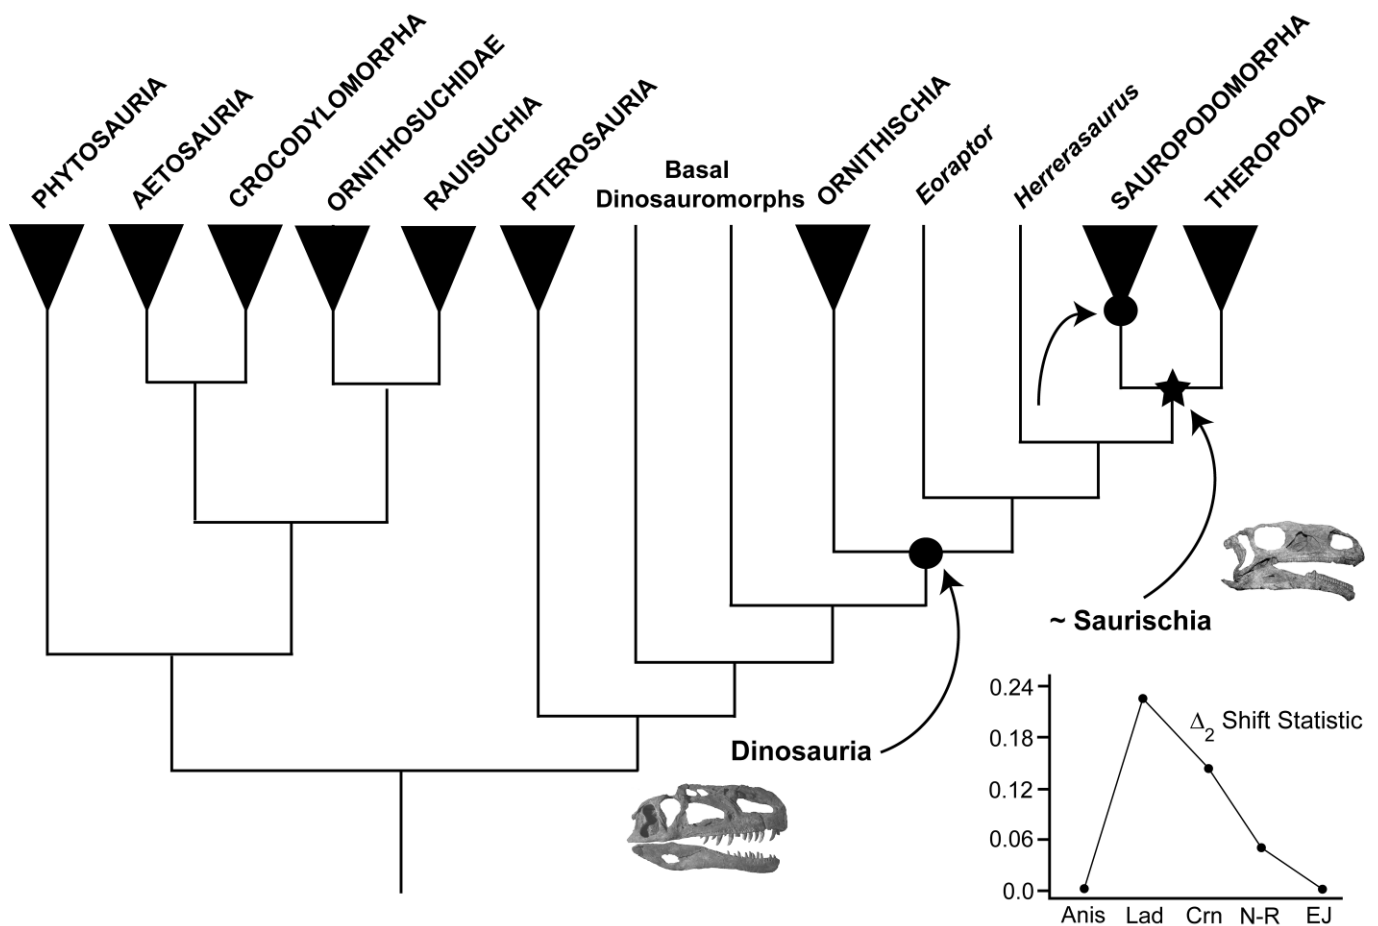 PHYTOSAURIA
AETOSAURIA
CROCODYLOMORPHA
ORNITHOSUCHIDAE
RAUISUCHIA
PTEROSAURIA
Basal
Dinosauromorphs
ORNITHISCHIA
Eoraptor
Herrerasaurus
SAUROPODOMORPHA
THEROPODA
~ Saurischia
Dinosauria
Δ2 Shift Statistic
0.24
0.18
0.12
0.06
0.0
Anis Lad Crn N-R EJ